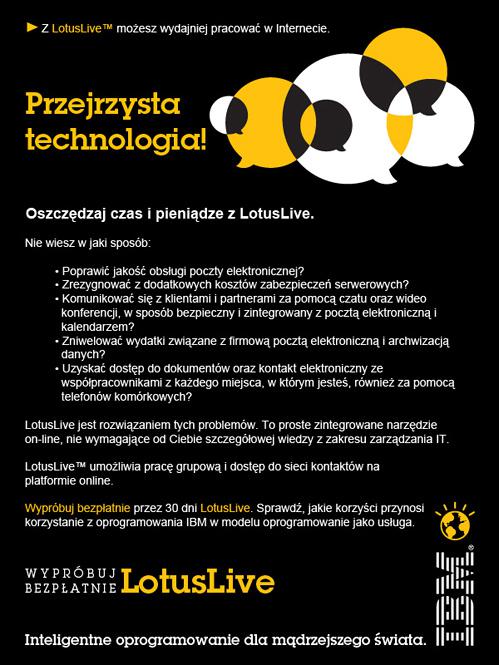 ► Z LotusLive™ możesz wydajniej pracować w Internecie.
Przejrzysta
technologia!
Oszczędzaj czas i pieniądze z LotusLive.
Nie wiesz w jaki sposób:
• Poprawić jakość obsługi poczty elektronicznej?
• Zrezygnować z dodatkowych kosztów zabezpieczeń serwerowych?
• Komunikować się z klientami i partnerami za pomocą czatu oraz wideo
konferencji, w sposób bezpieczny i zintegrowany z pocztą elektroniczną i
kalendarzem?
• Zniwelować wydatki związane z firmową pocztą elektroniczną i archwizacją
danych?
• Uzyskać dostęp do dokumentów oraz kontakt elektroniczny ze
współpracownikami z każdego miejsca, w którym jesteś, również za pomocą
telefonów komórkowych?
LotusLive jest rozwiązaniem tych problemów. To proste zintegrowane narzędzie
on-line, nie wymagające od Ciebie szczegółowej wiedzy z zakresu zarządzania IT.
LotusLive™ umożliwia pracę grupową i dostęp do sieci kontaktów na
platformie online.
Wypróbuj bezpłatnie przez 30 dni LotusLive. Sprawdź, jakie korzyści przynosi
korzystanie z oprogramowania IBM w modelu oprogramowanie jako usługa.
WYPRÓBUJ
BEZPŁATNIE LotusLive
IBM®
Inteligentne oprogramowanie dla mądrzejszego świata.